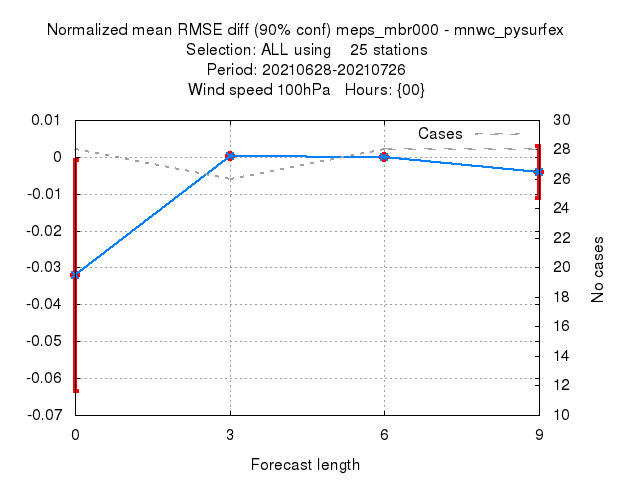 Normalized mean RMSE diff (90% conf) meps_mbr000 - mnwc_pysurfex
Selection: ALL using    25 stations
Period: 20210628-20210726
Wind speed 100hPa   Hours: {00}
Cases
0.01
0
-0.01
-0.02
-0.03
-0.04
-0.05
-0.06
-0.07
30
28
26
24
22
20
18
16
14
12
10
No cases
0 3 6 9
Forecast length